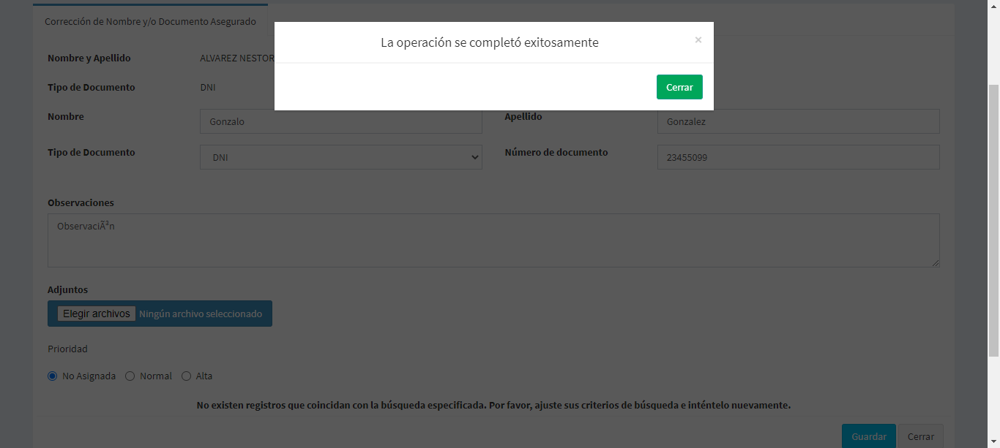 Corrección de Nombre y/o Documento Asegurado
La operación se completó exitosamente
×
Cerrar
Nombre y Apellido ALVAREZ NESTOR
Tipo de Documento DNI
Nombre Gonzalo Apellido Gonzalez
Tipo de Documento DNI Número de documento 23455099
Observaciones
ObservaciÃ³n
Adjuntos
Elegir archivos Ningún archivo seleccionado
Prioridad
No Asignada Normal Alta
No existen registros que coincidan con la búsqueda especificada. Por favor, ajuste sus criterios de búsqueda e inténtelo nuevamente.
Guardar Cerrar